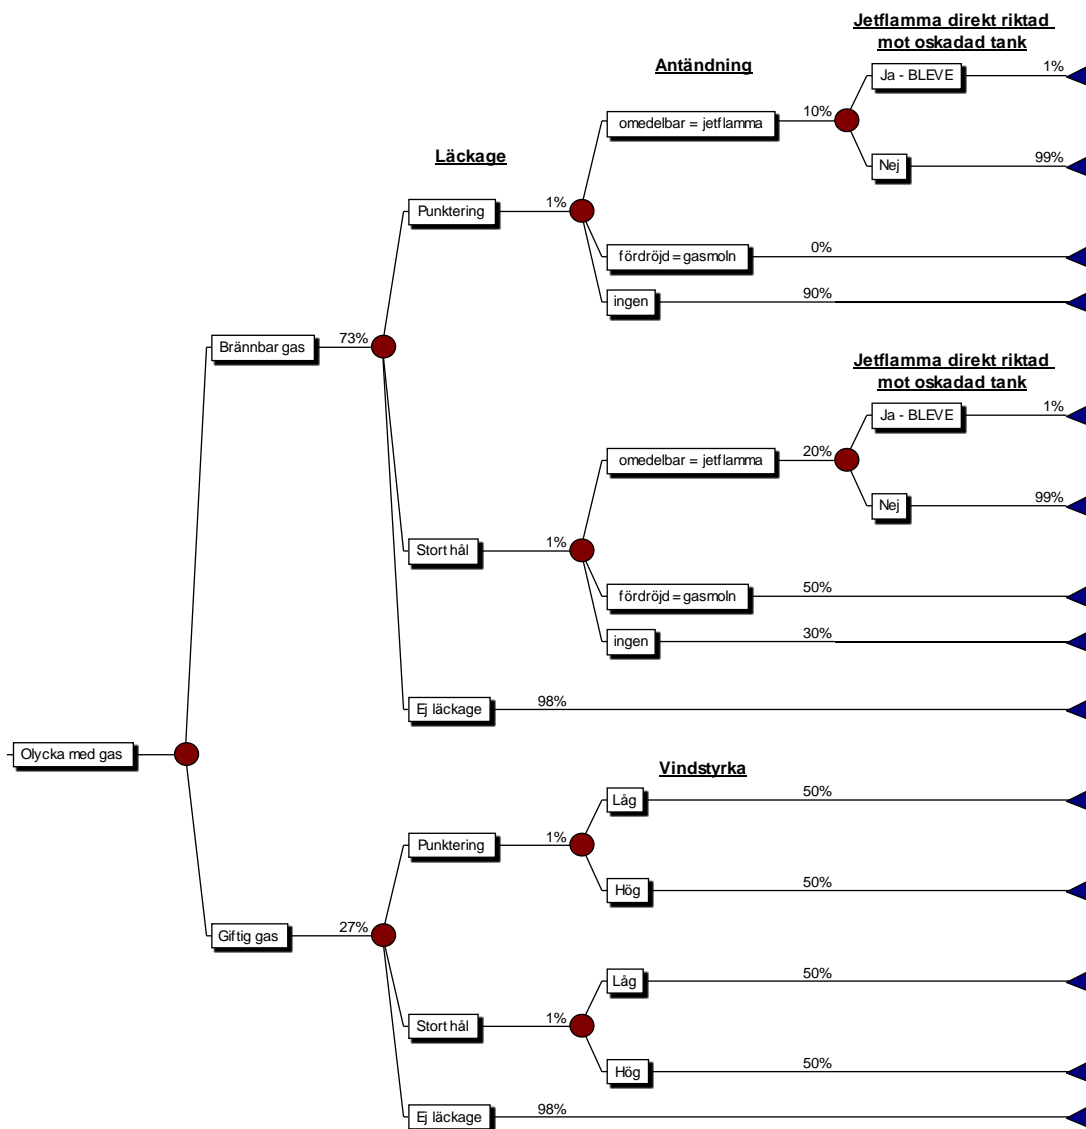 Jetflamma direkt riktad
mot oskadad tank
Antändning
Ja - BLEVE 1%
omedelbar = jetflamma 10%
Läckage
Nej 99%
Punktering 1%
fördröjd = gasmoln 0%
ingen 90%
Brännbar gas 73%
Jetflamma direkt riktad
mot oskadad tank
Ja - BLEVE 1%
omedelbar = jetflamma 20%
Nej 99%
Stort hål 1%
fördröjd = gasmoln 50%
ingen 30%
Ej läckage 98%
Olycka med gas
Vindstyrka
Låg 50%
Punktering 1%
Hög 50%
Giftig gas 27%
Låg 50%
Stort hål 1%
Hög 50%
Ej läckage 98%